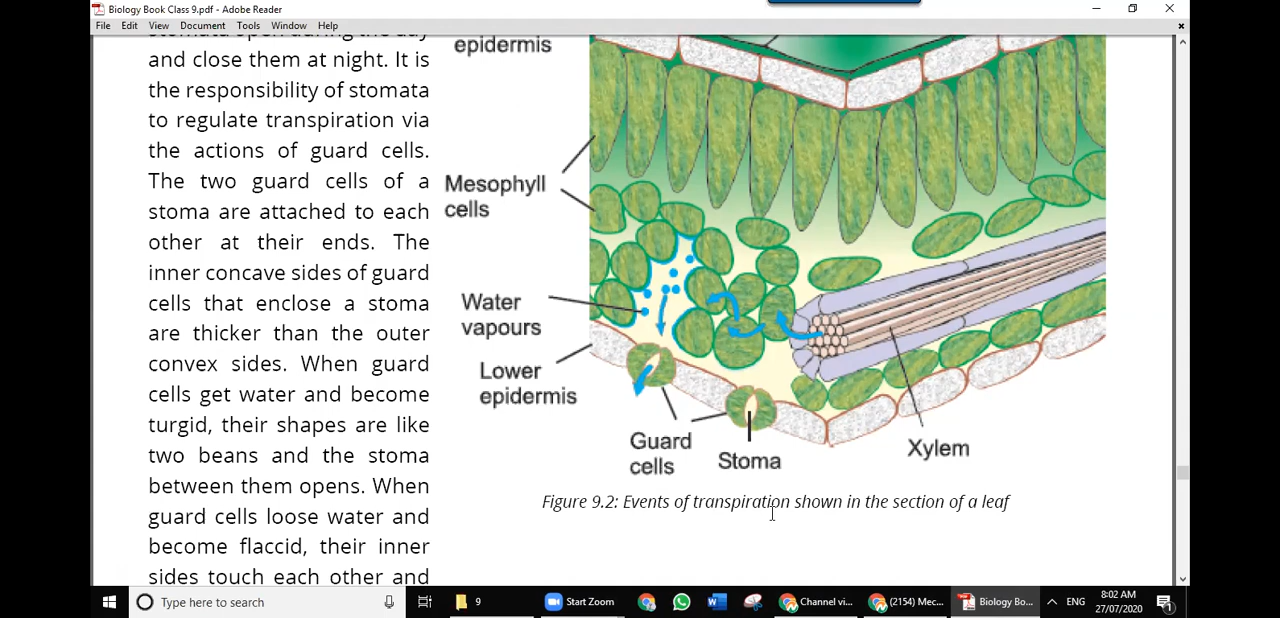 Biology Book Class 9.pdf - Adobe Reader
File Edit View Document Tools Window Help
stomata open during the day
and close them at night. It is
the responsibility of stomata
to regulate transpiration via
the actions of guard cells.
The two guard cells of a
stoma are attached to each
other at their ends. The
inner concave sides of guard
cells that enclose a stoma
are thicker than the outer
convex sides. When guard
cells get water and become
turgid, their shapes are like
two beans and the stoma
between them opens. When
guard cells loose water and
become flaccid, their inner
sides touch each other and
epidermis
Mesophyll
cells
Water
vapours
Lower
epidermis
Guard
cells
Stoma
Xylem
Figure 9.2: Events of transpiration shown in the section of a leaf
Type here to search
9
Start Zoom
Channel vi...
(2154) Mec...
Biology Bo...
ENG
8:02 AM
27/07/2020
1